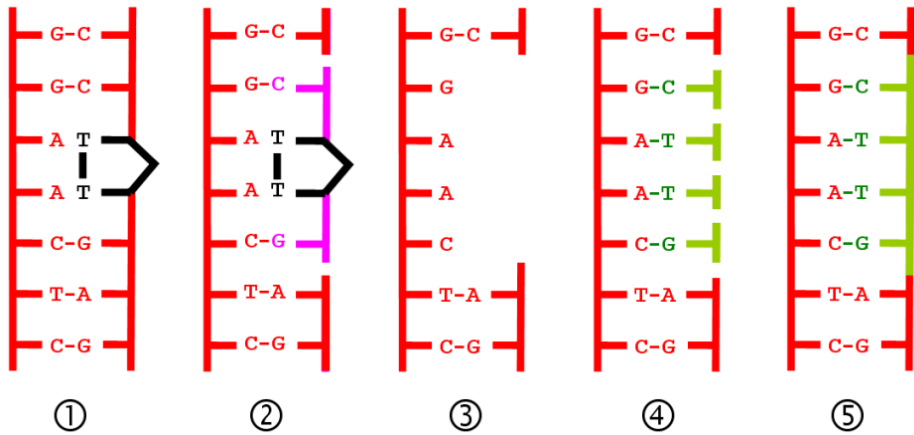 G-C G-C G-C G-C G-C
G-C G-C G G-C G-C
A T A T A A-T A-T
A T A T A A-T A-T
C-G C-G C C-G C-G
T-A T-A T-A T-A T-A
C-G C-G C-G C-G C-G
① ② ③ ④ ⑤